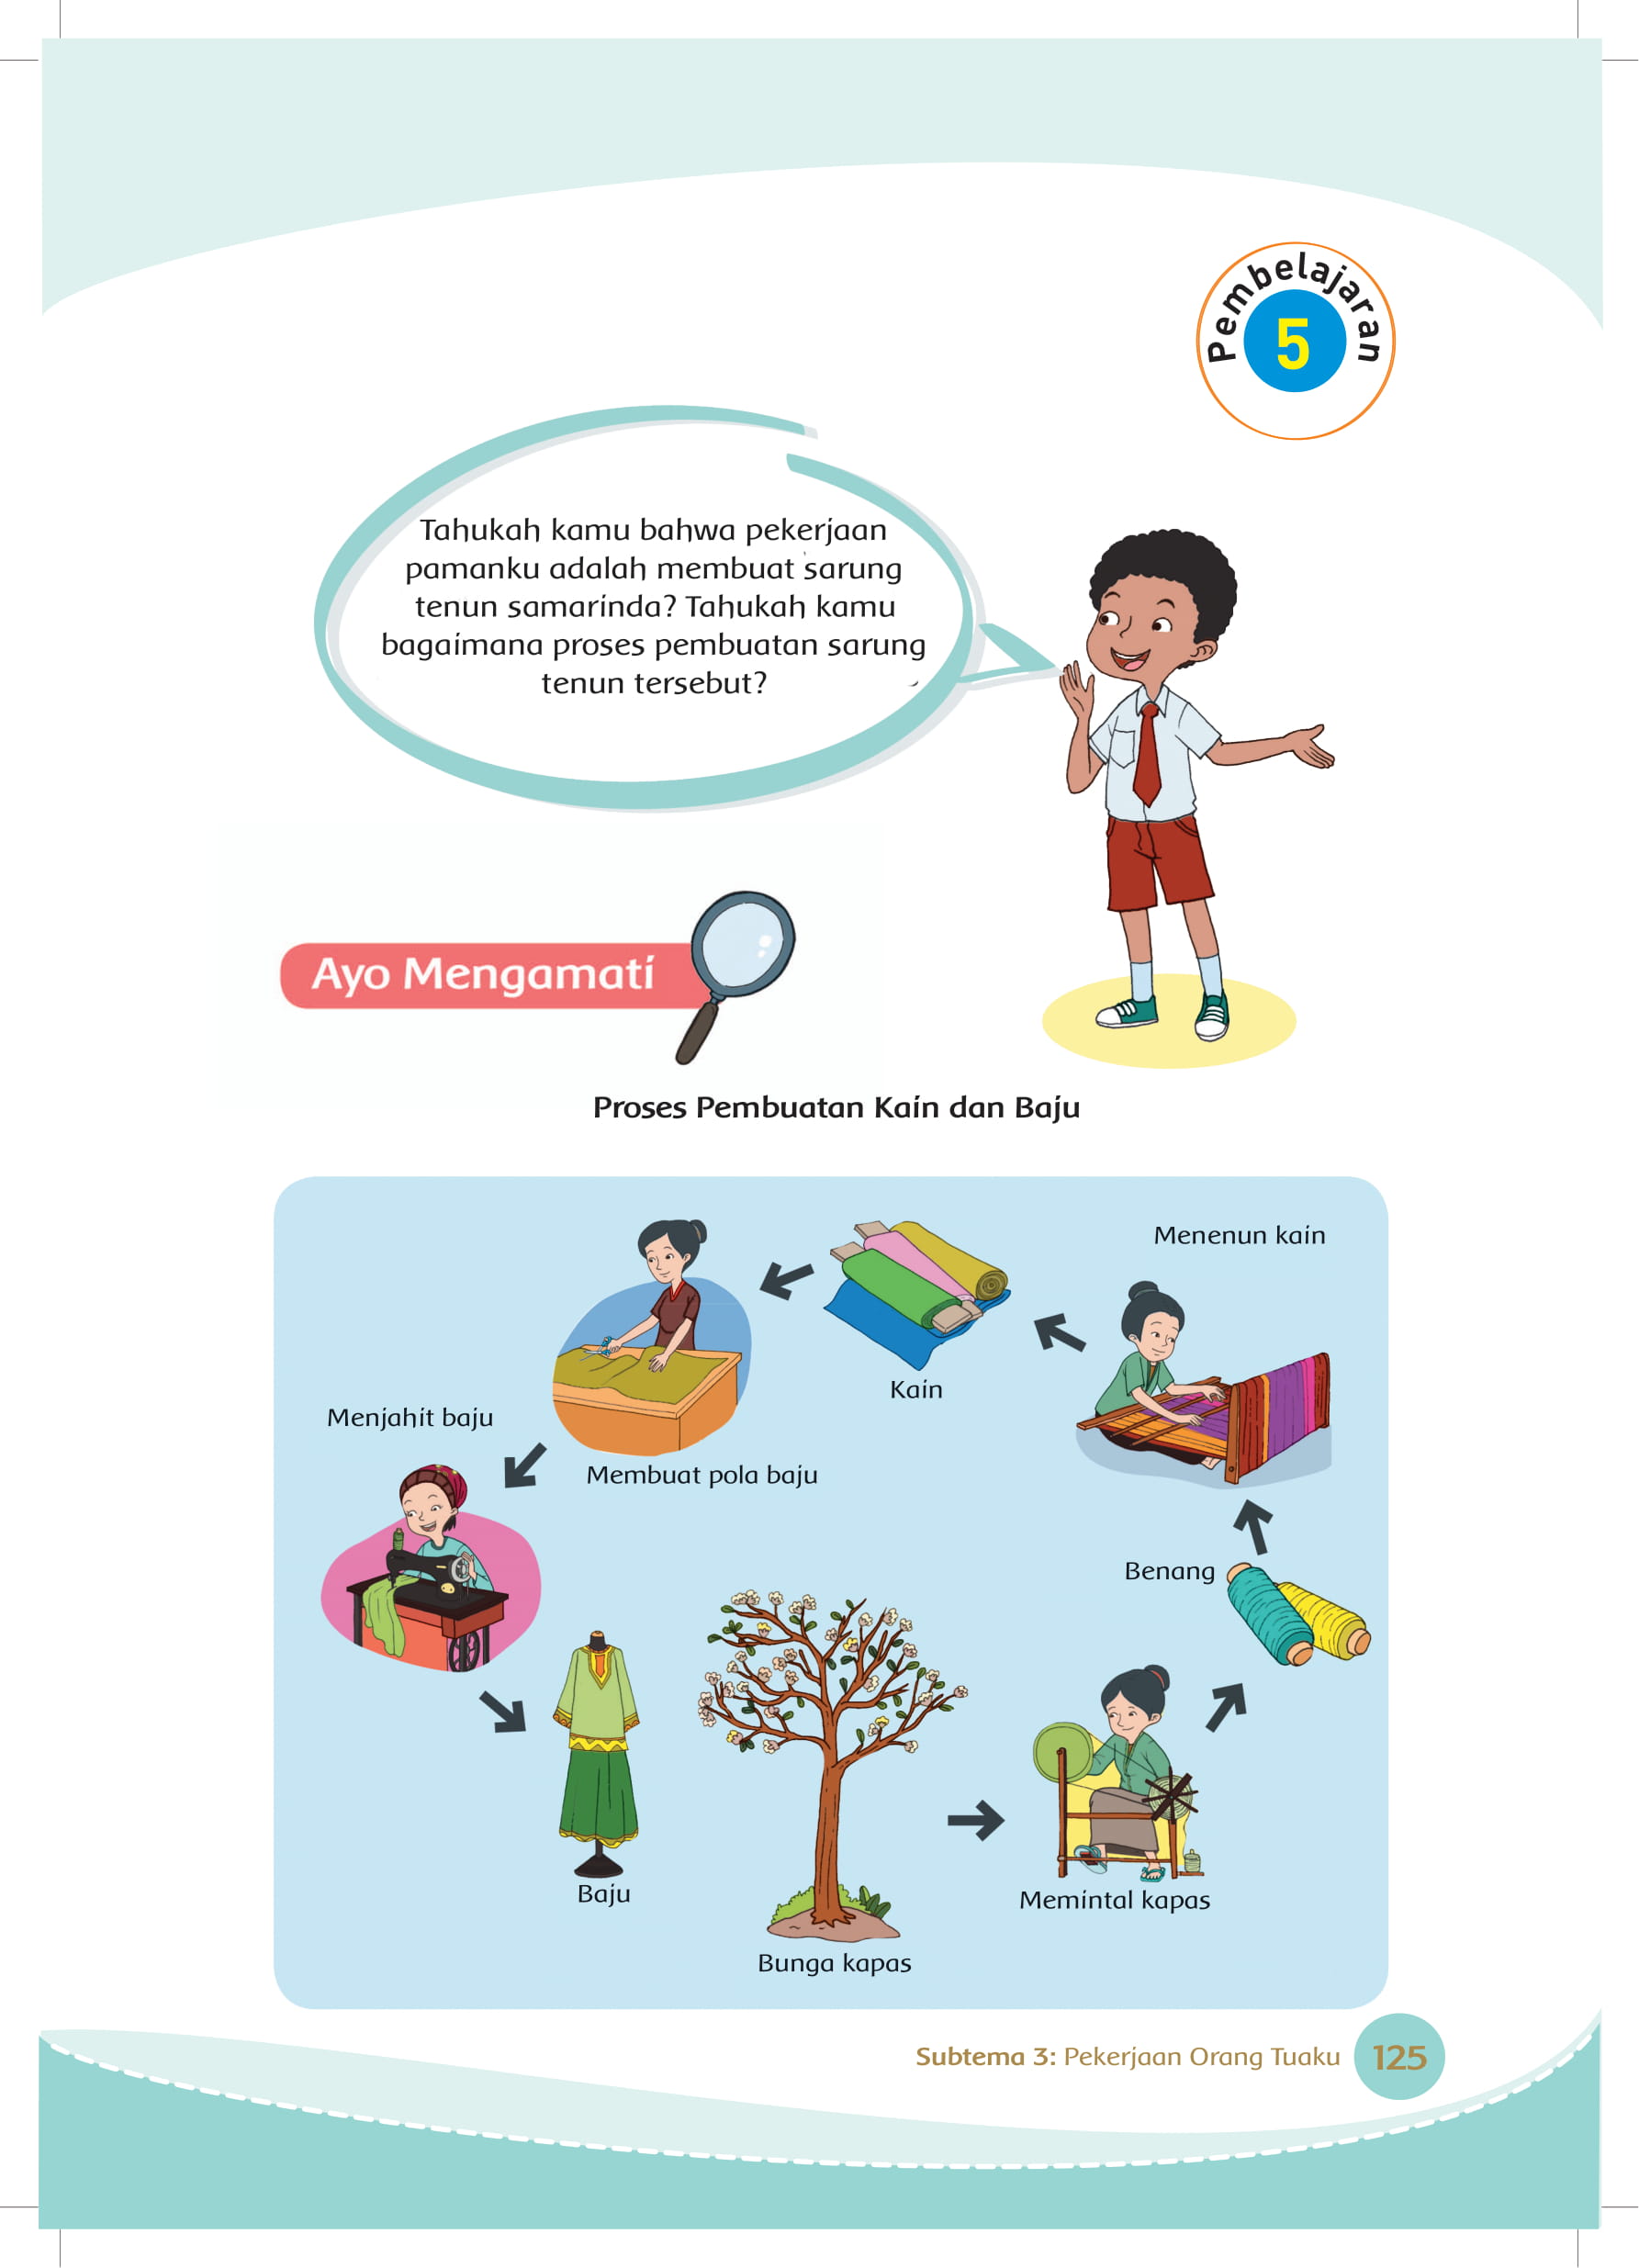 Pembelajaran
5
Tahukah kamu bahwa pekerjaan
pamanku adalah membuat sarung
tenun samarinda? Tahukah kamu
bagaimana proses pembuatan sarung
tenun tersebut?
Ayo Mengamati
Proses Pembuatan Kain dan Baju
Menenun kain
Kain
Menjahit baju
Membuat pola baju
Benang
Baju
Memintal kapas
Bunga kapas
Subtema 3: Pekerjaan Orang Tuaku 125